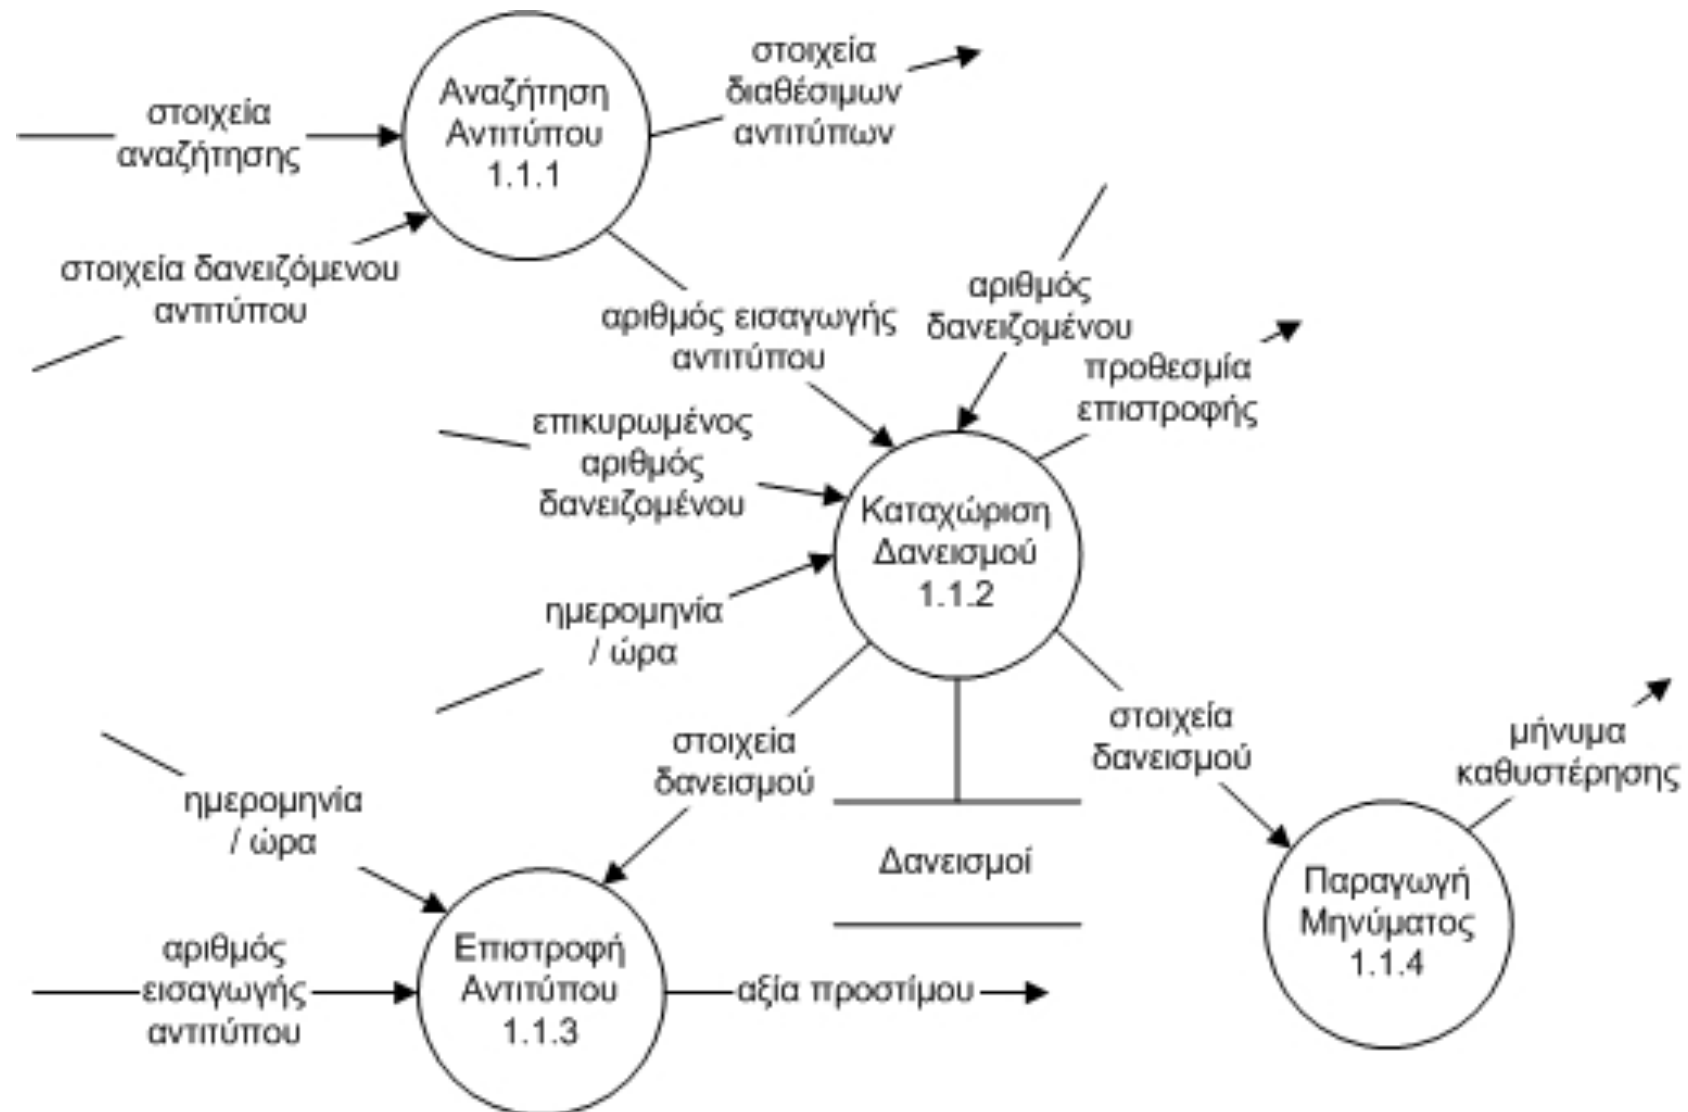 στοιχεία
αναζήτησης
Αναζήτηση
Αντιτύπου
1.1.1
στοιχεία
διαθέσιμων
αντιτύπων
στοιχεία δανειζόμενου
αντιτύπου
αριθμός εισαγωγής
αντιτύπου
αριθμός
δανειζομένου
προθεσμία
επιστροφής
επικυρωμένος
αριθμός
δανειζομένου
Καταχώριση
Δανεισμού
1.1.2
ημερομηνία
/ ώρα
στοιχεία
δανεισμού
στοιχεία
δανεισμού
μήνυμα
καθυστέρησης
ημερομηνία
/ ώρα
Δανεισμοί
Παραγωγή
Μηνύματος
1.1.4
αριθμός
εισαγωγής
αντιτύπου
Επιστροφή
Αντιτύπου
1.1.3
αξία προστίμου